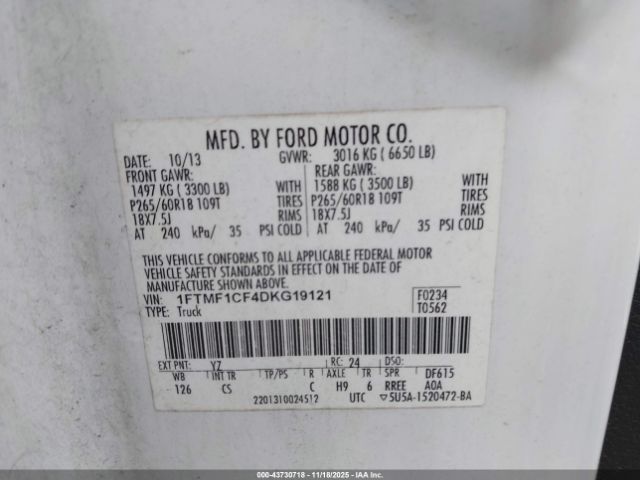 MFD. BY FORD MOTOR CO.
DATE: 10/13 GVWR: 3016 KG ( 6650 LB)
FRONT GAWR: REAR GAWR:
1497 KG ( 3300 LB) WITH 1588 KG ( 3500 LB) WITH
P265/60R18 109T TIRES P265/60R18 109T TIRES
18X7.5J RIMS 18X7.5J RIMS
AT 240 kPa/ 35 PSI COLD AT 240 kPa/ 35 PSI COLD
THIS VEHICLE CONFORMS TO ALL APPLICABLE FEDERAL MOTOR
VEHICLE SAFETY STANDARDS IN EFFECT ON THE DATE OF
MANUFACTURE SHOWN ABOVE.
VIN: 1FTMF1CF4DKG19121 F0234
TYPE: Truck T0562
EXT PNT: YZ RC: 24 DSO:
WB INT TR TP/PS R AXLE TR SPR DF615
126 CS C H9 6 RREE AOA
2201310024512 UTC ▽5U5A-1520472-BA
000-43730718 - 11/18/2025 - IAA